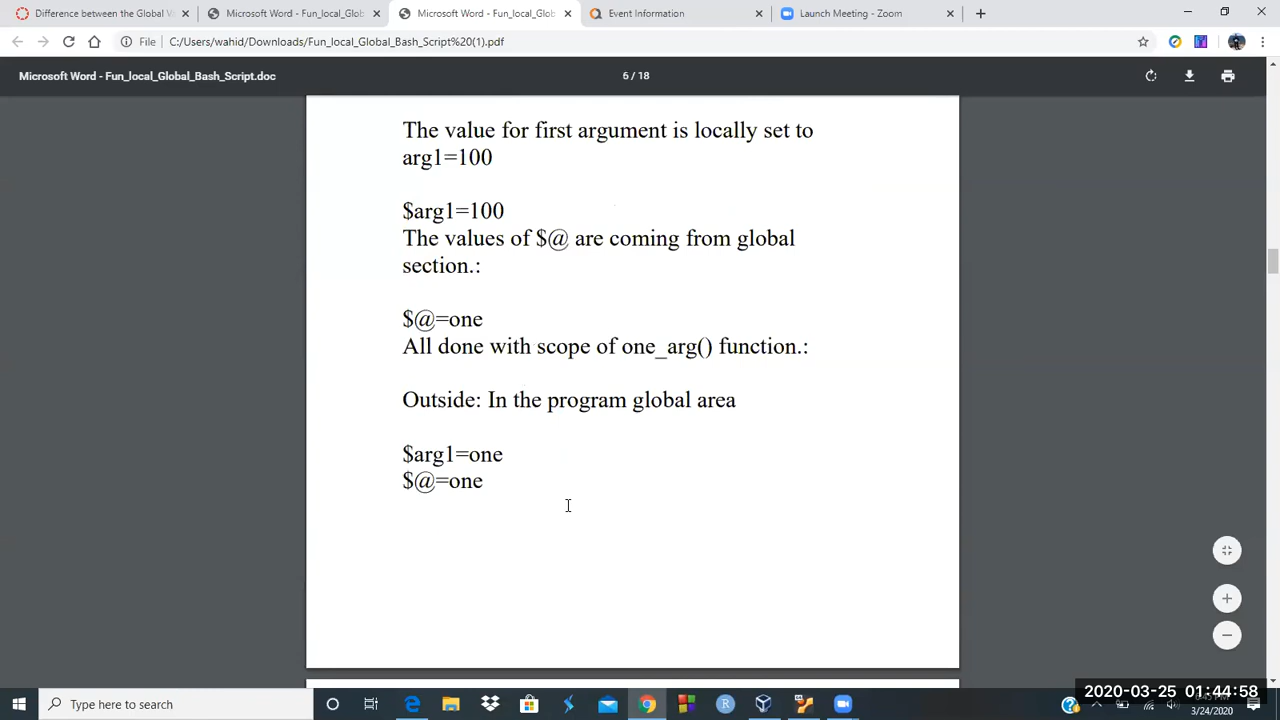 Difference between the Global V
Microsoft Word - Fun_local_Glob
Microsoft Word - Fun_local_Glob
Event Information
Launch Meeting - Zoom
File
C:/Users/wahid/Downloads/Fun_local_Global_Bash_Script%20(1).pdf
Microsoft Word - Fun_local_Global_Bash_Script.doc
6 / 18
The value for first argument is locally set to
arg1=100
$arg1=100
The values of $@ are coming from global
section.:
$@=one
All done with scope of one_arg() function.:
Outside: In the program global area
$arg1=one
$@=one
Type here to search
2020-03-25 01:44:58
3/24/2020